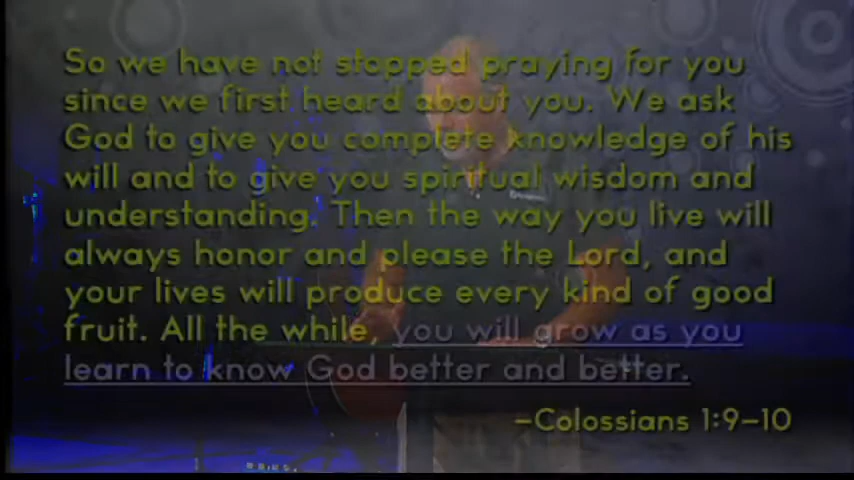 So we have not stopped praying for you
since we first heard about you. We ask
God to give you complete knowledge of his
will and to give you spiritual wisdom and
understanding. Then the way you live will
always honor and please the Lord, and
your lives will produce every kind of good
fruit. All the while, you will grow as you
learn to know God better and better.
-Colossians 1:9-10